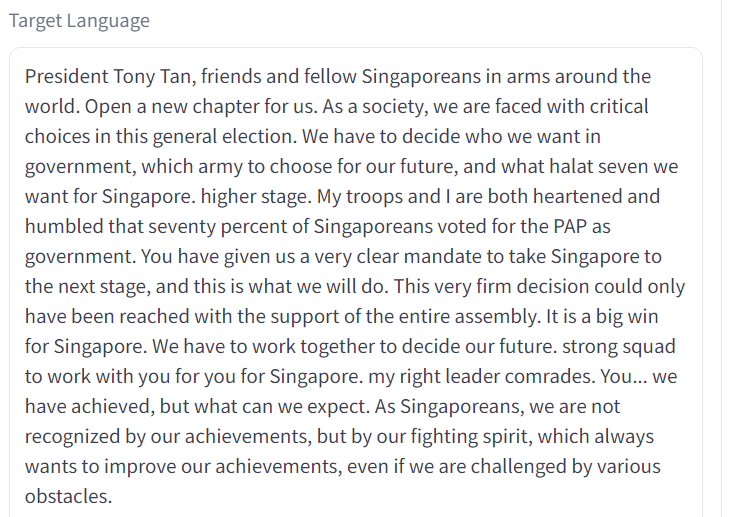 Target Language
President Tony Tan, friends and fellow Singaporeans in arms around the
world. Open a new chapter for us. As a society, we are faced with critical
choices in this general election. We have to decide who we want in
government, which army to choose for our future, and what halat seven we
want for Singapore. higher stage. My troops and I are both heartened and
humbled that seventy percent of Singaporeans voted for the PAP as
government. You have given us a very clear mandate to take Singapore to
the next stage, and this is what we will do. This very firm decision could only
have been reached with the support of the entire assembly. It is a big win
for Singapore. We have to work together to decide our future. strong squad
to work with you for you for Singapore. my right leader comrades. You... we
have achieved, but what can we expect. As Singaporeans, we are not
recognized by our achievements, but by our fighting spirit, which always
wants to improve our achievements, even if we are challenged by various
obstacles.